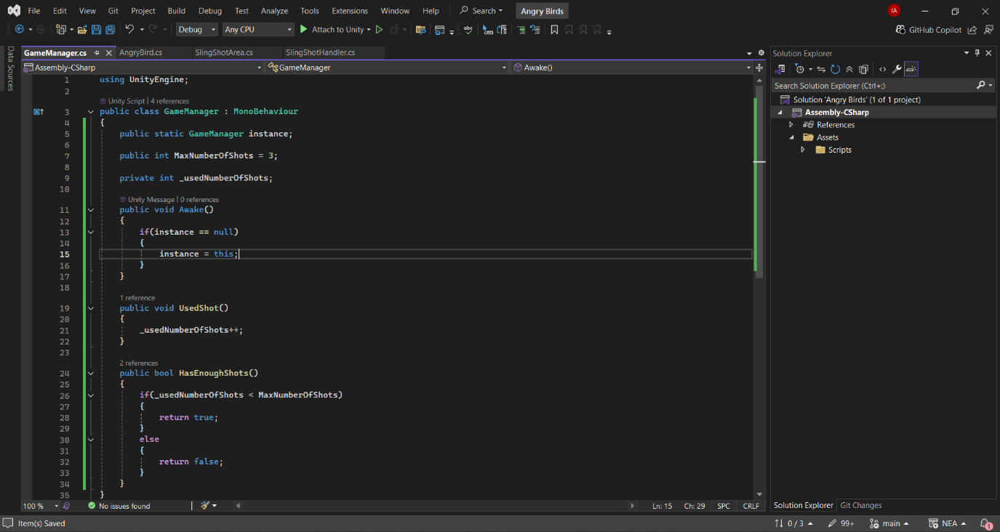 File Edit View Git Project Build Debug Test Analyze Tools Extensions Window Help Search Angry Birds IA
Debug Any CPU Attach to Unity abc GitHub Copilot
Data Sources
GameManager.cs AngryBird.cs SlingShotArea.cs SlingShotHandler.cs
Assembly-CSharp GameManager Awake()
1 using UnityEngine;
2
Unity Script | 4 references
3 public class GameManager : MonoBehaviour
4 {
5 public static GameManager instance;
6
7 public int MaxNumberOfShots = 3;
8
9 private int _usedNumberOfShots;
10
Unity Message | 0 references
11 public void Awake()
12 {
13 if(instance == null)
14 {
15 instance = this;
16 }
17 }
18
1 reference
19 public void UsedShot()
20 {
21 _usedNumberOfShots++;
22 }
23
2 references
24 public bool HasEnoughShots()
25 {
26 if(_usedNumberOfShots < MaxNumberOfShots)
27 {
28 return true;
29 }
30 else
31 {
32 return false;
33 }
34 }
35 }
100 % No issues found Ln: 15 Ch: 29 SPC CRLF
Solution Explorer
Search Solution Explorer (Ctrl+;)
Solution 'Angry Birds' (1 of 1 project)
Assembly-CSharp
References
Assets
Scripts
Solution Explorer Git Changes
Item(s) Saved 0 / 3 99+ main NEA 1